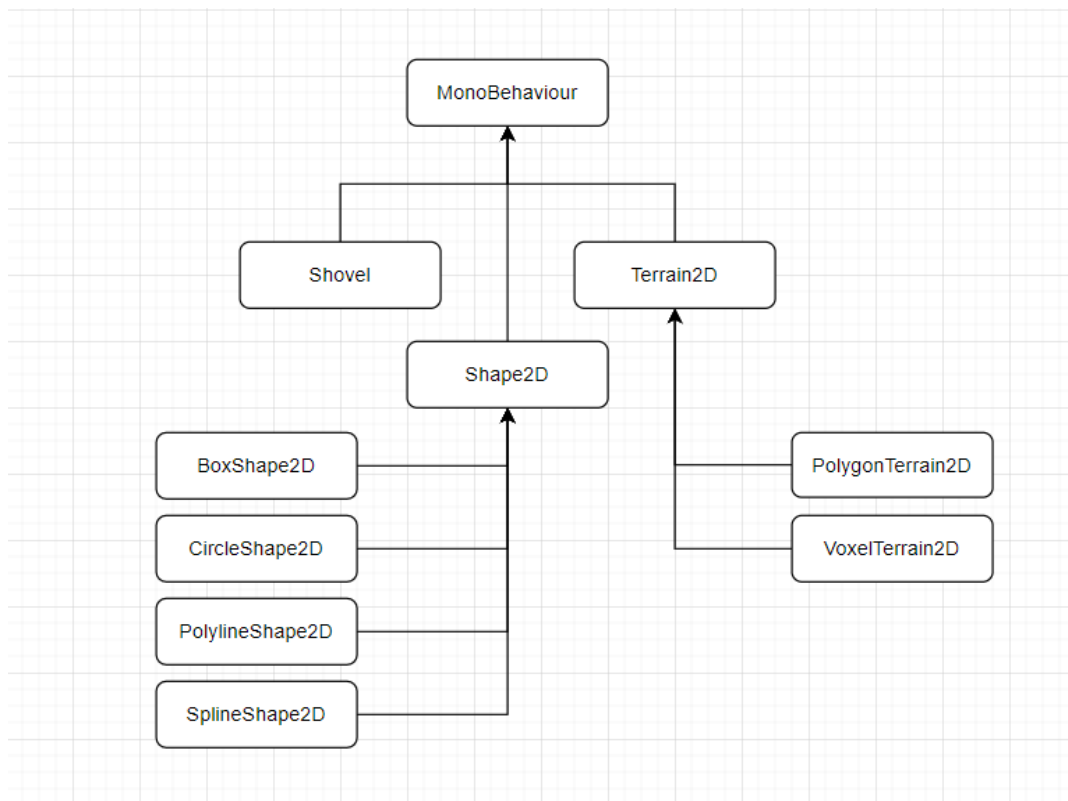 MonoBehaviour
Shovel
Terrain2D
Shape2D
BoxShape2D
PolygonTerrain2D
CircleShape2D
VoxelTerrain2D
PolylineShape2D
SplineShape2D